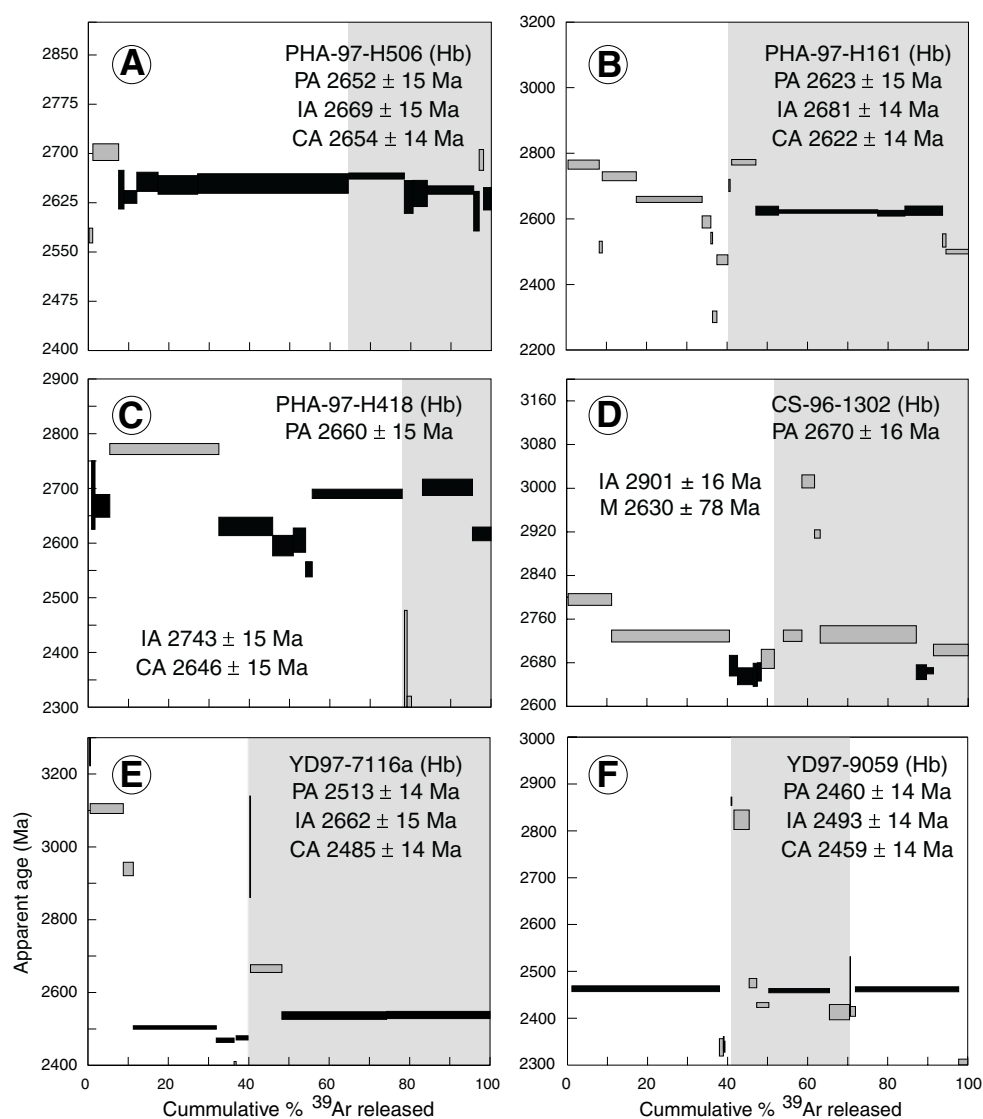 A
PHA-97-H506 (Hb)
PA 2652 ± 15 Ma
IA 2669 ± 15 Ma
CA 2654 ± 14 Ma
2850
2775
2700
2625
2550
2475
2400
B
PHA-97-H161 (Hb)
PA 2623 ± 15 Ma
IA 2681 ± 14 Ma
CA 2622 ± 14 Ma
3200
3000
2800
2600
2400
2200
C
PHA-97-H418 (Hb)
PA 2660 ± 15 Ma
IA 2743 ± 15 Ma
CA 2646 ± 15 Ma
2900
2800
2700
2600
2500
2400
2300
D
CS-96-1302 (Hb)
PA 2670 ± 16 Ma
IA 2901 ± 16 Ma
M 2630 ± 78 Ma
3160
3080
3000
2920
2840
2760
2680
2600
E
YD97-7116a (Hb)
PA 2513 ± 14 Ma
IA 2662 ± 15 Ma
CA 2485 ± 14 Ma
3200
3100
3000
2900
2800
2700
2600
2500
2400
Apparent age (Ma)
0 20 40 60 80 100
Cummulative % 39Ar released
F
YD97-9059 (Hb)
PA 2460 ± 14 Ma
IA 2493 ± 14 Ma
CA 2459 ± 14 Ma
3000
2900
2800
2700
2600
2500
2400
2300
0 20 40 60 80 100
Cummulative % 39Ar released